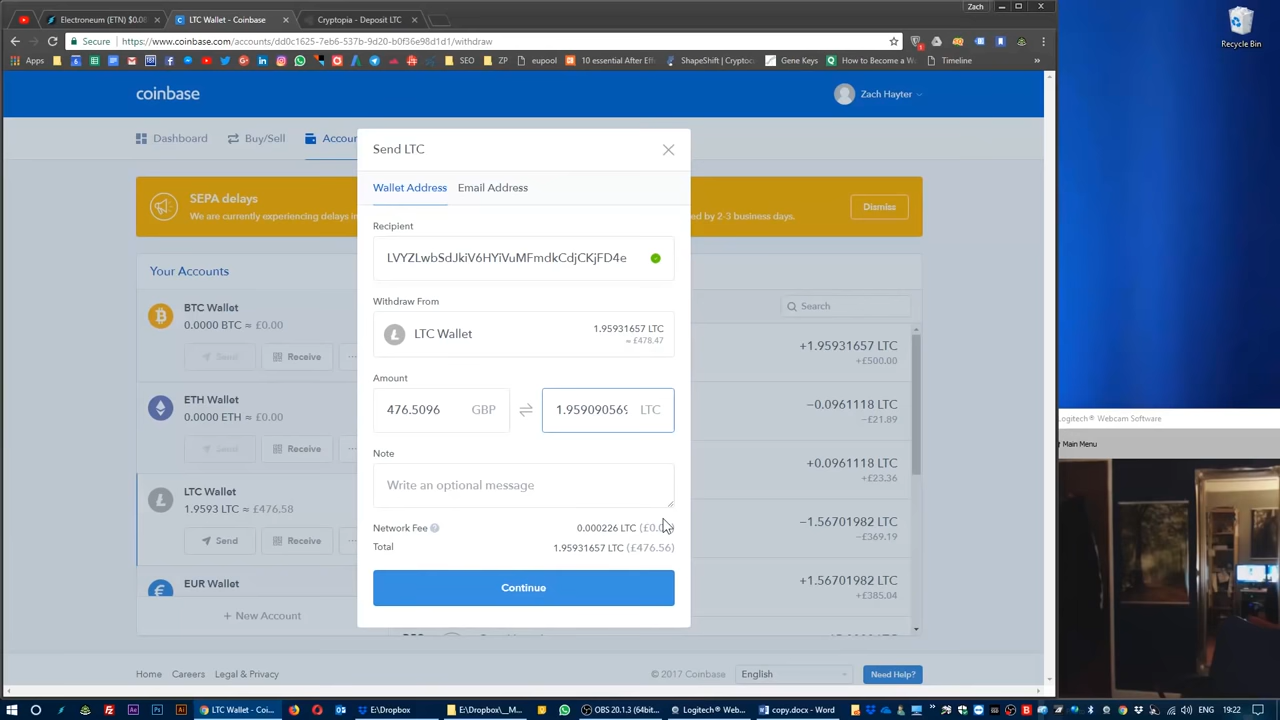 Zach
Electroneum (ETN) $0.0
LTC Wallet - Coinbase
Cryptopia - Deposit LTC
Secure
https://www.coinbase.com/accounts/dd0c1625-7eb6-537b-9d20-b0f36e98d1d1/withdraw
Apps
SEO
ZP
eupool
10 essential After Eff
ShapeShift | Cryptoc
Gene Keys
How to Become a W
Timeline
Recycle Bin
coinbase
Zach Hayter
Dashboard
Buy/Sell
Accour
Send LTC
Wallet Address
Email Address
SEPA delays
We are currently experiencing delays i
ed by 2-3 business days.
Dismiss
Recipient
LVYZLwbSdJkiV6HYiVuMFmdkCdjCKjFD4e
Your Accounts
Withdraw From
LTC Wallet
1.95931657 LTC
≈ £478.47
Search
BTC Wallet
0.0000 BTC ≈ £0.00
Send
Receive
+1.95931657 LTC
+£500.00
Amount
476.5096
GBP
1.959090569
LTC
ETH Wallet
0.0000 ETH ≈ £0.00
Send
Receive
−0.0961118 LTC
−£21.89
Logitech® Webcam Software
Main Menu
Note
Write an optional message
+0.0961118 LTC
+£23.36
LTC Wallet
1.9593 LTC ≈ £476.58
Send
Receive
Network Fee
0.000226 LTC (£0.0
Total
1.95931657 LTC (£476.56)
−1.56701982 LTC
−£369.19
Continue
EUR Wallet
+ New Account
+1.56701982 LTC
+£385.04
Home
Careers
Legal & Privacy
© 2017 Coinbase
English
Need Help?
LTC Wallet - Coi...
E:\Dropbox
E:\Dropbox\__M...
OBS 20.1.3 (64bit...
Logitech® Web...
copy.docx - Word
19:22